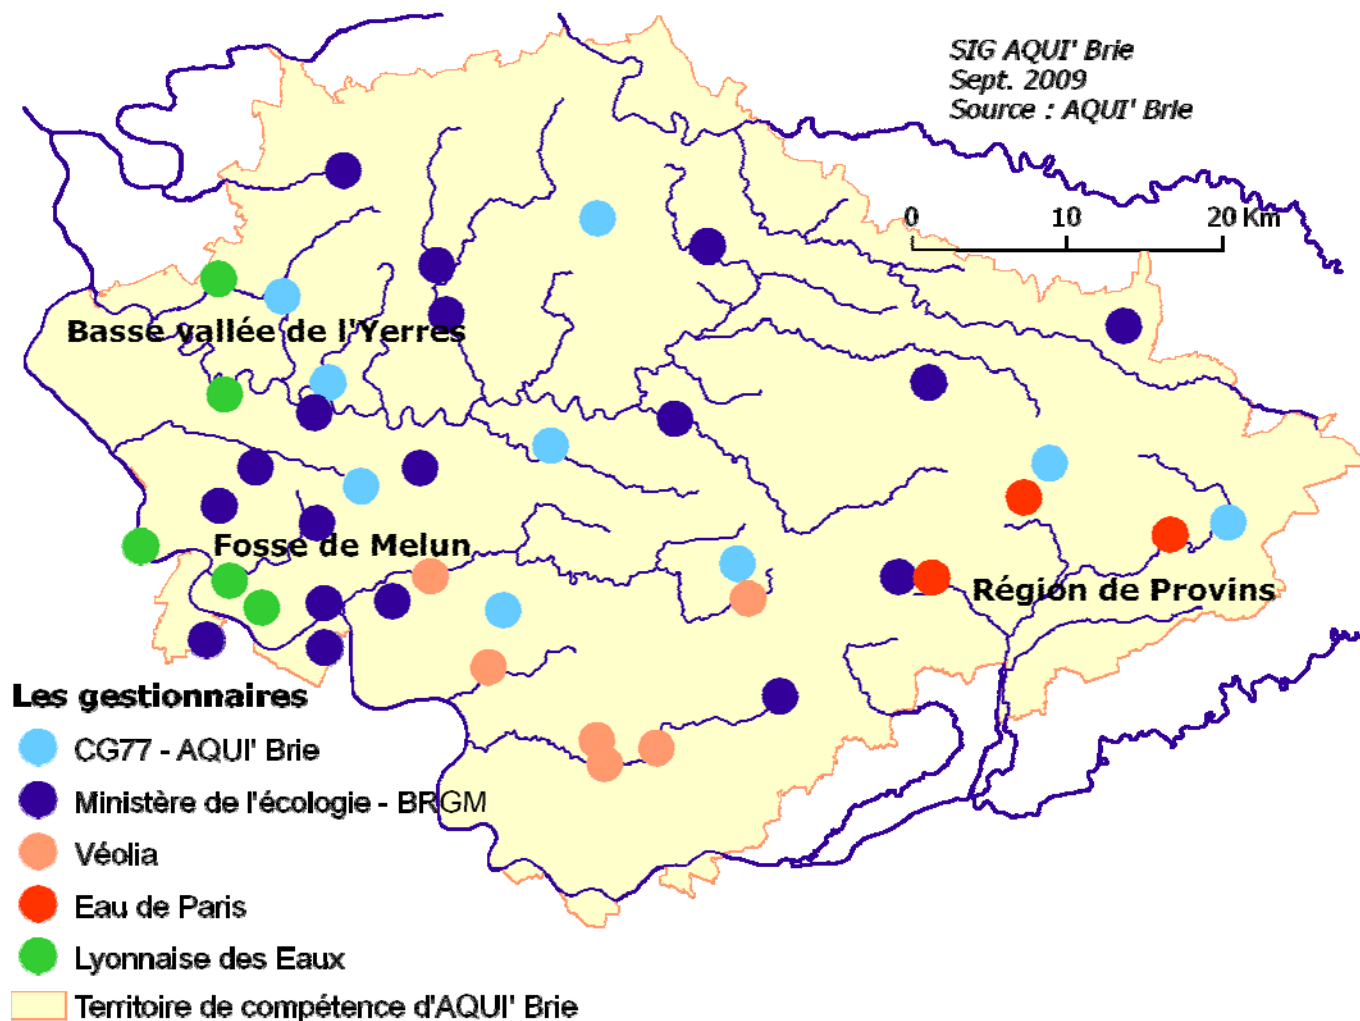 SIG AQUI' Brie
Sept. 2009
Source : AQUI' Brie
0 10 20 Km
Basse vallée de l'Yerres
Fosse de Melun
Région de Provins
Les gestionnaires
CG77 - AQUI' Brie
Ministère de l'écologie - BRGM
Véolia
Eau de Paris
Lyonnaise des Eaux
Territoire de compétence d'AQUI' Brie